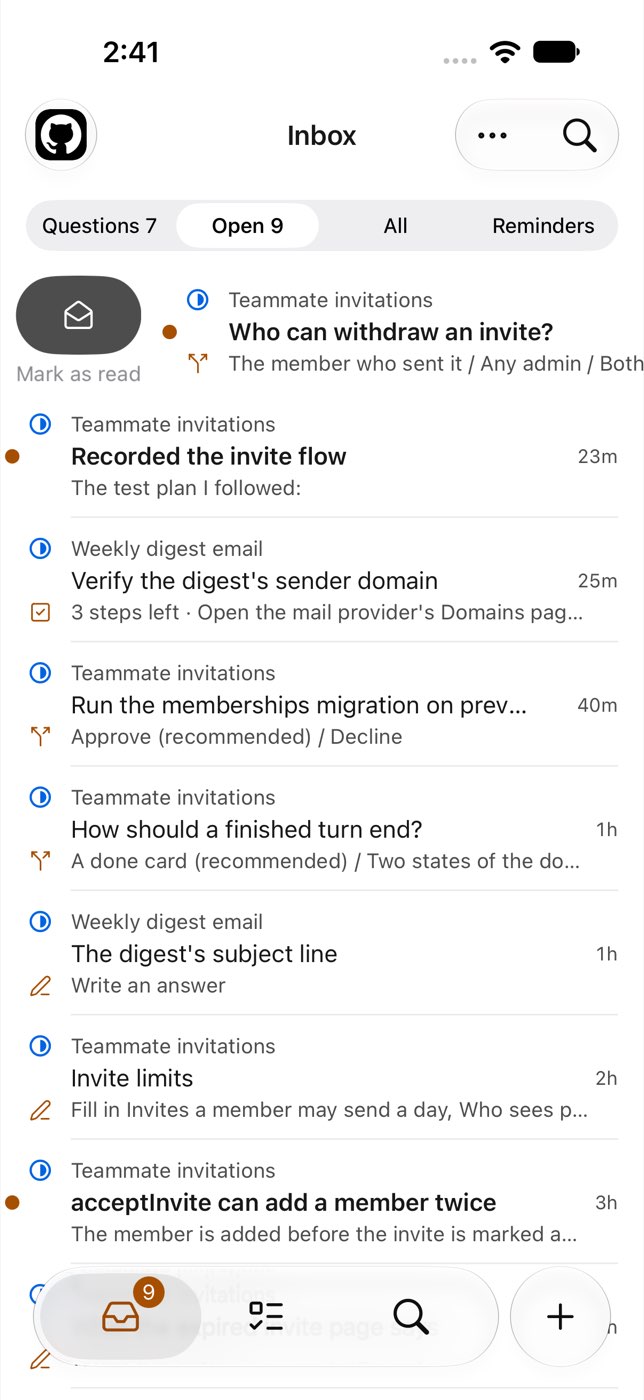 2:41
Inbox
Questions 7
Open 9
All
Reminders
Mark as read
Teammate invitations
Who can withdraw an invite?
The member who sent it / Any admin / Both
Teammate invitations
Recorded the invite flow
23m
The test plan I followed:
Weekly digest email
Verify the digest's sender domain
25m
3 steps left · Open the mail provider's Domains pag...
Teammate invitations
Run the memberships migration on prev...
40m
Approve (recommended) / Decline
Teammate invitations
How should a finished turn end?
1h
A done card (recommended) / Two states of the do...
Weekly digest email
The digest's subject line
1h
Write an answer
Teammate invitations
Invite limits
2h
Fill in Invites a member may send a day, Who sees p...
Teammate invitations
acceptInvite can add a member twice
3h
The member is added before the invite is marked a...
expired invite page says
9